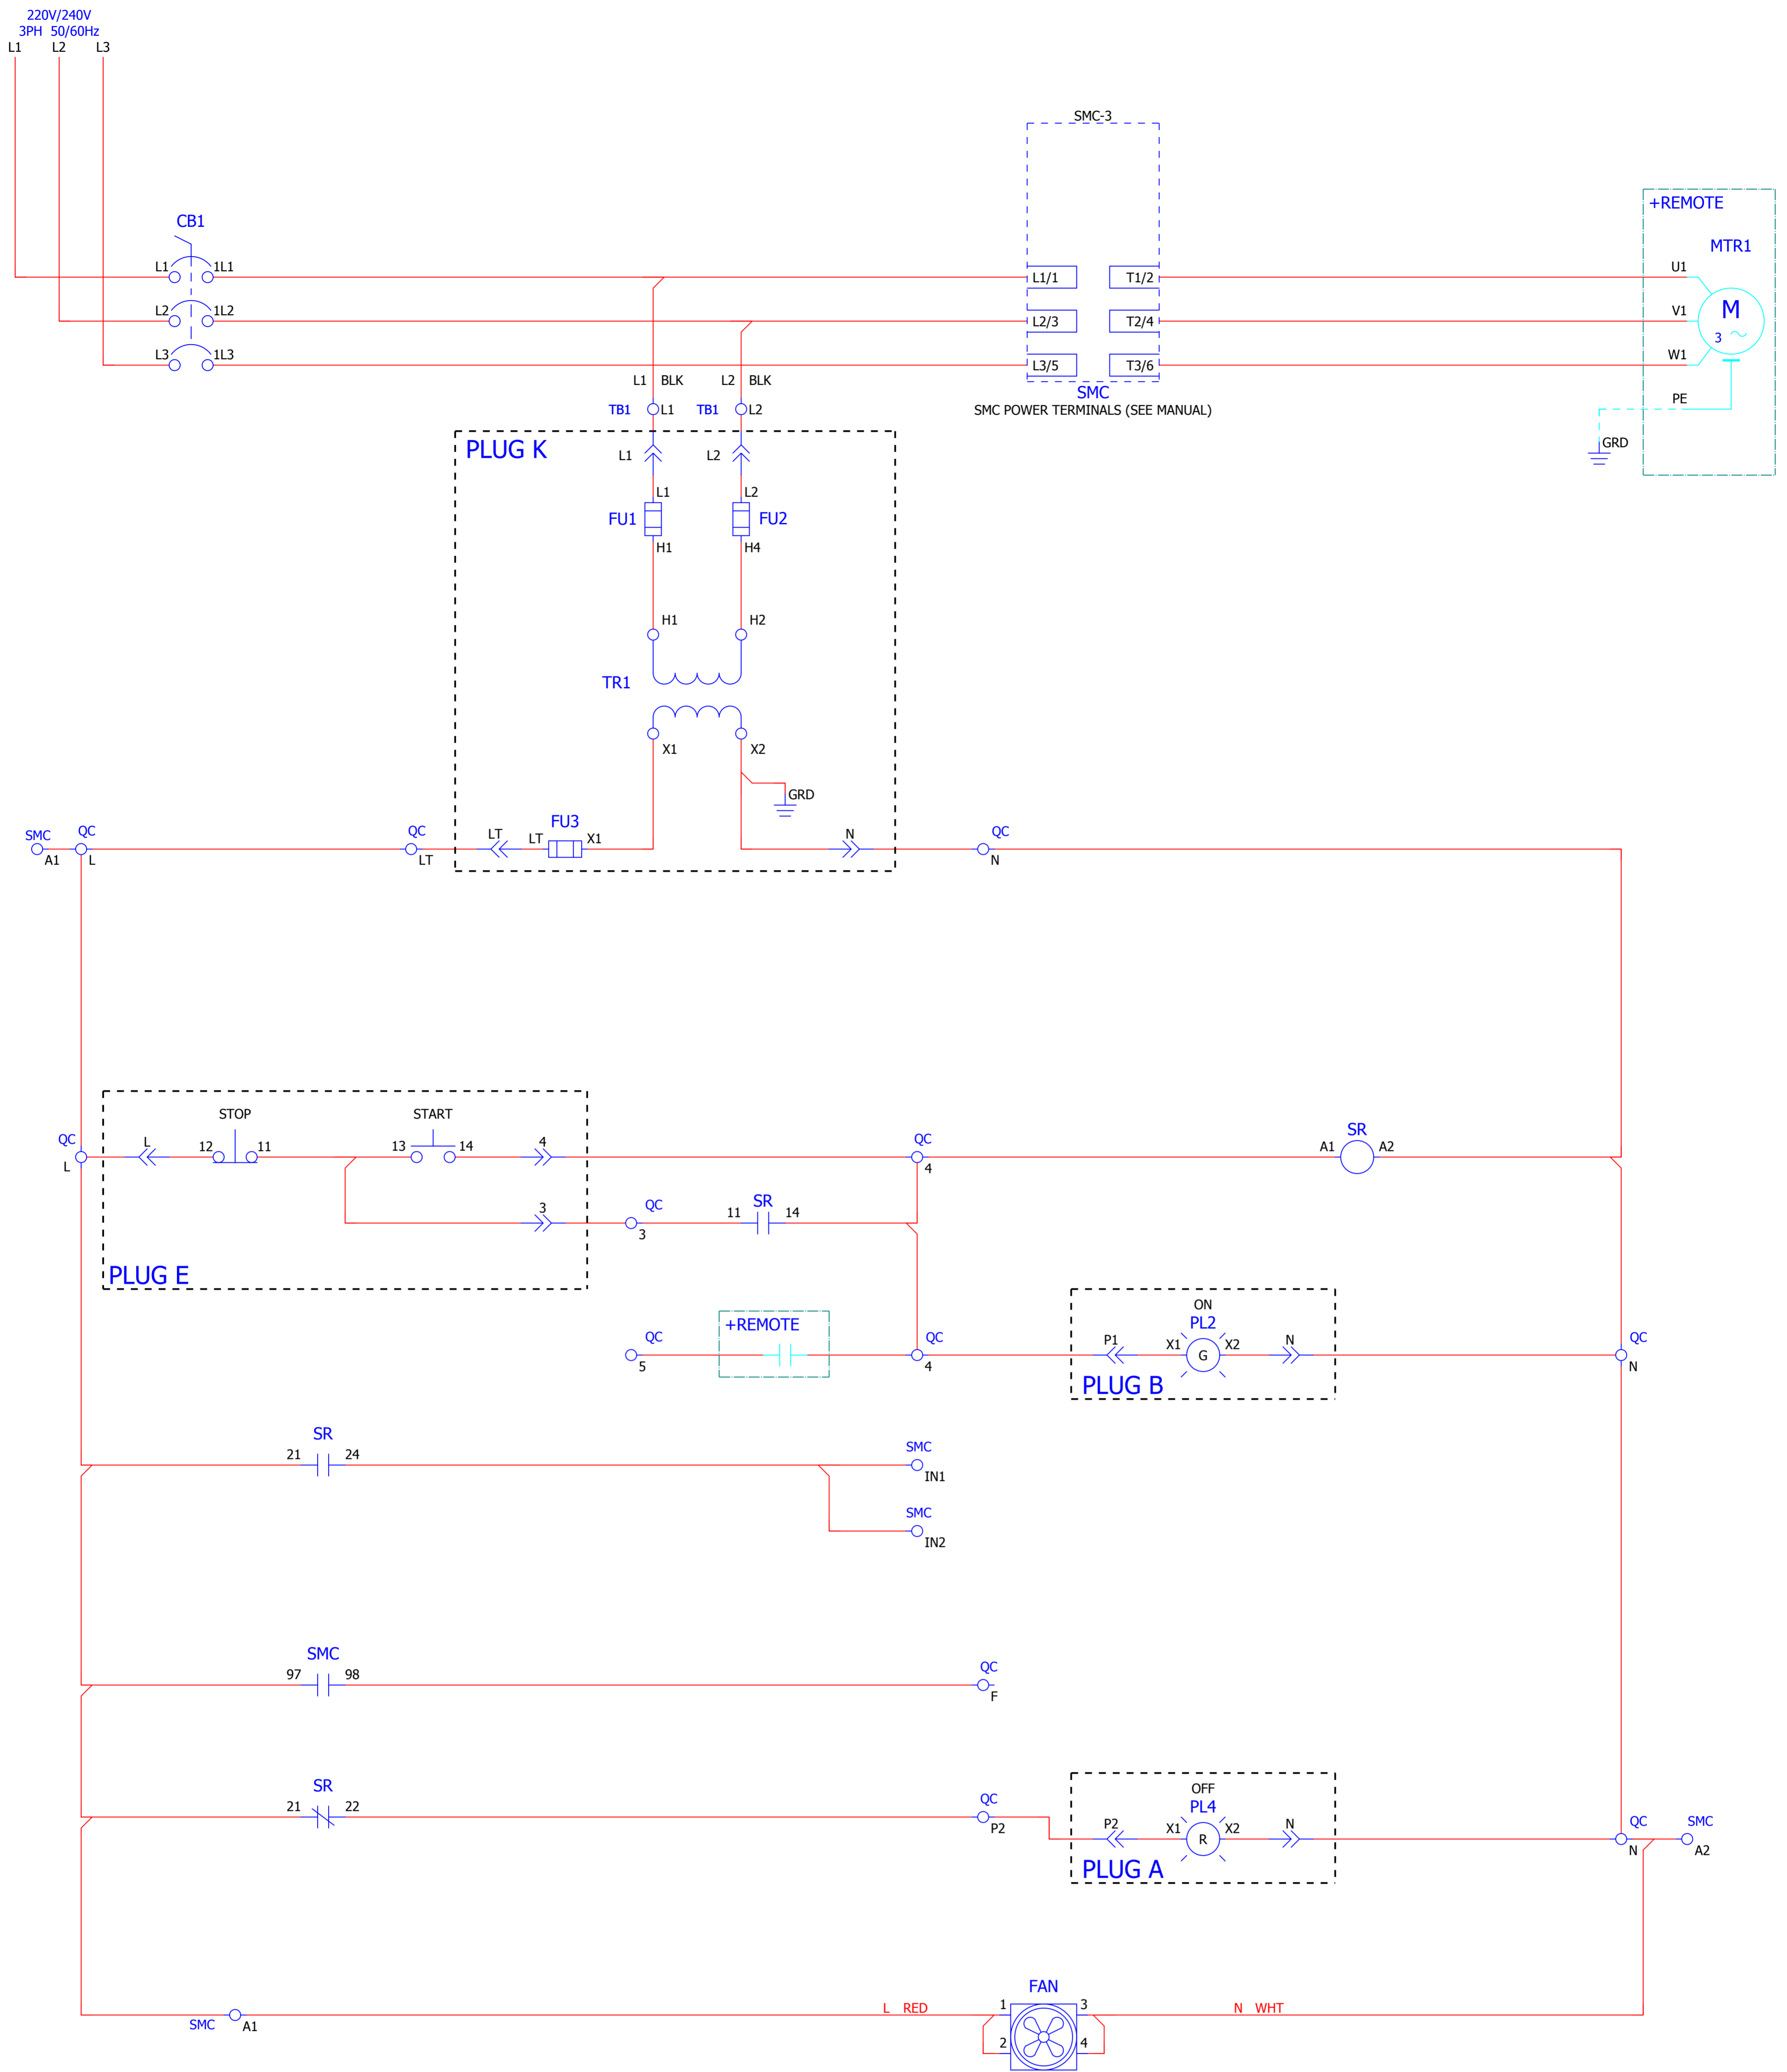 220V/240V
3PH 50/60Hz
L1 L2 L3
SMC-3
+REMOTE
MTR1
CB1
L1 1L1 L1/1 T1/2 U1
L2 1L2 L2/3 T2/4 V1
M
3
L3 1L3 L3/5 T3/6 W1
L1 BLK L2 BLK
SMC
PE
TB1 L1 TB1 L2
SMC POWER TERMINALS (SEE MANUAL)
GRD
PLUG K
L1 L2
L1 L2
FU1 FU2
H1 H4
H1 H2
TR1
X1 X2
GRD
FU3
SMC QC QC LT LT X1 N QC
A1 L LT N
STOP START
QC L 12 11 13 14 4 QC SR
A1 A2
L 4
3 QC 11 SR 14
3
PLUG E
ON
+REMOTE PL2
QC QC P1 X1 X2 N QC
G
5 4 N
PLUG B
SR
21 24 SMC
IN1
SMC
IN2
SMC
97 98 QC
F
SR
21 22 QC
P2
OFF
PL4
P2 X1 X2 N QC SMC
R
N A2
PLUG A
FAN
L RED 1 3 N WHT
SMC A1
2 4